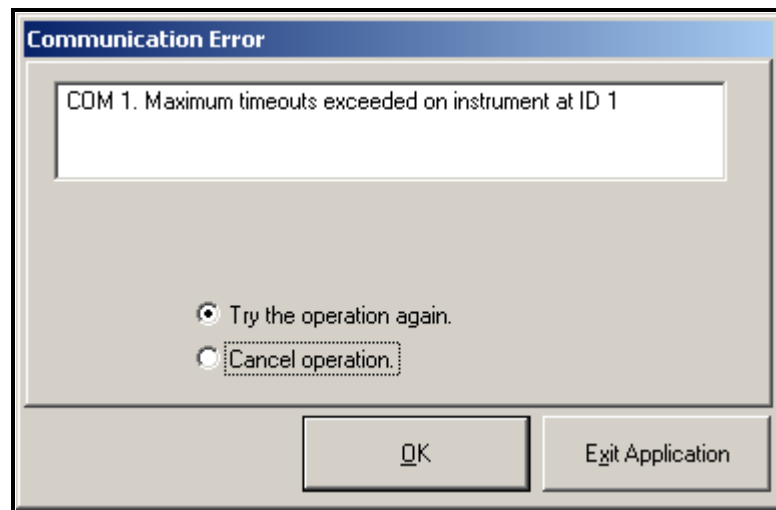 Communication Error
COM 1. Maximum timeouts exceeded on instrument at ID 1
Try the operation again.
Cancel operation.
OK
Exit Application